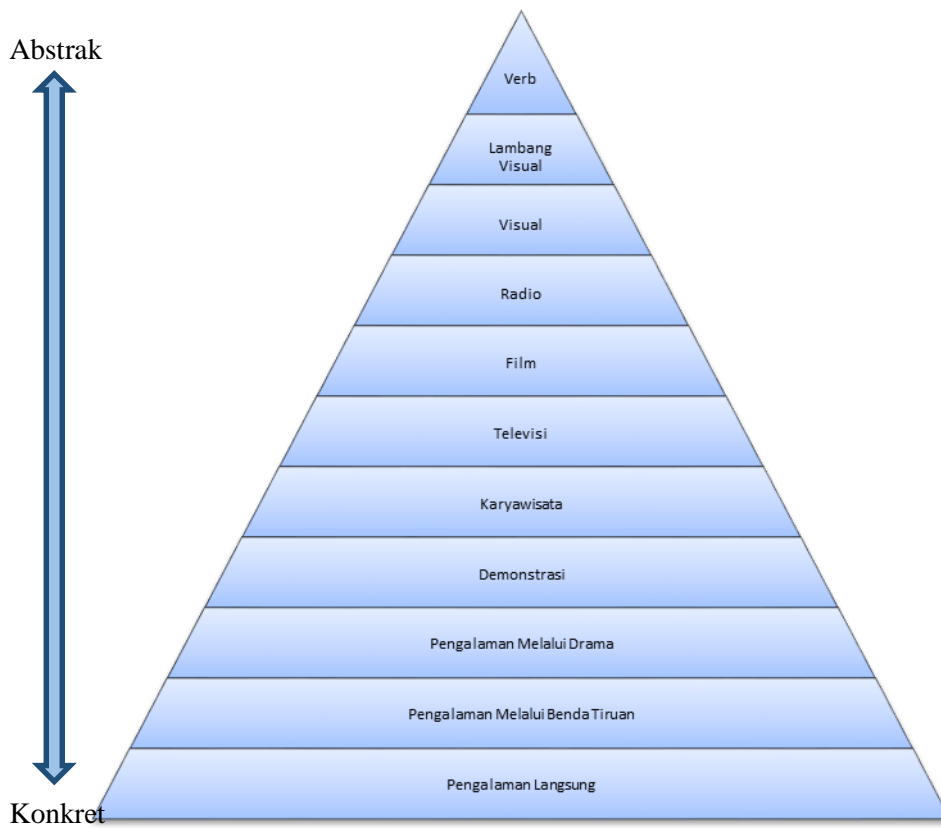 Abstrak
Verb
Lambang
Visual
Visual
Radio
Film
Televisi
Karyawisata
Demonstrasi
Pengalaman Melalui Drama
Pengalaman Melalui Benda Tiruan
Pengalaman Langsung
Konkret